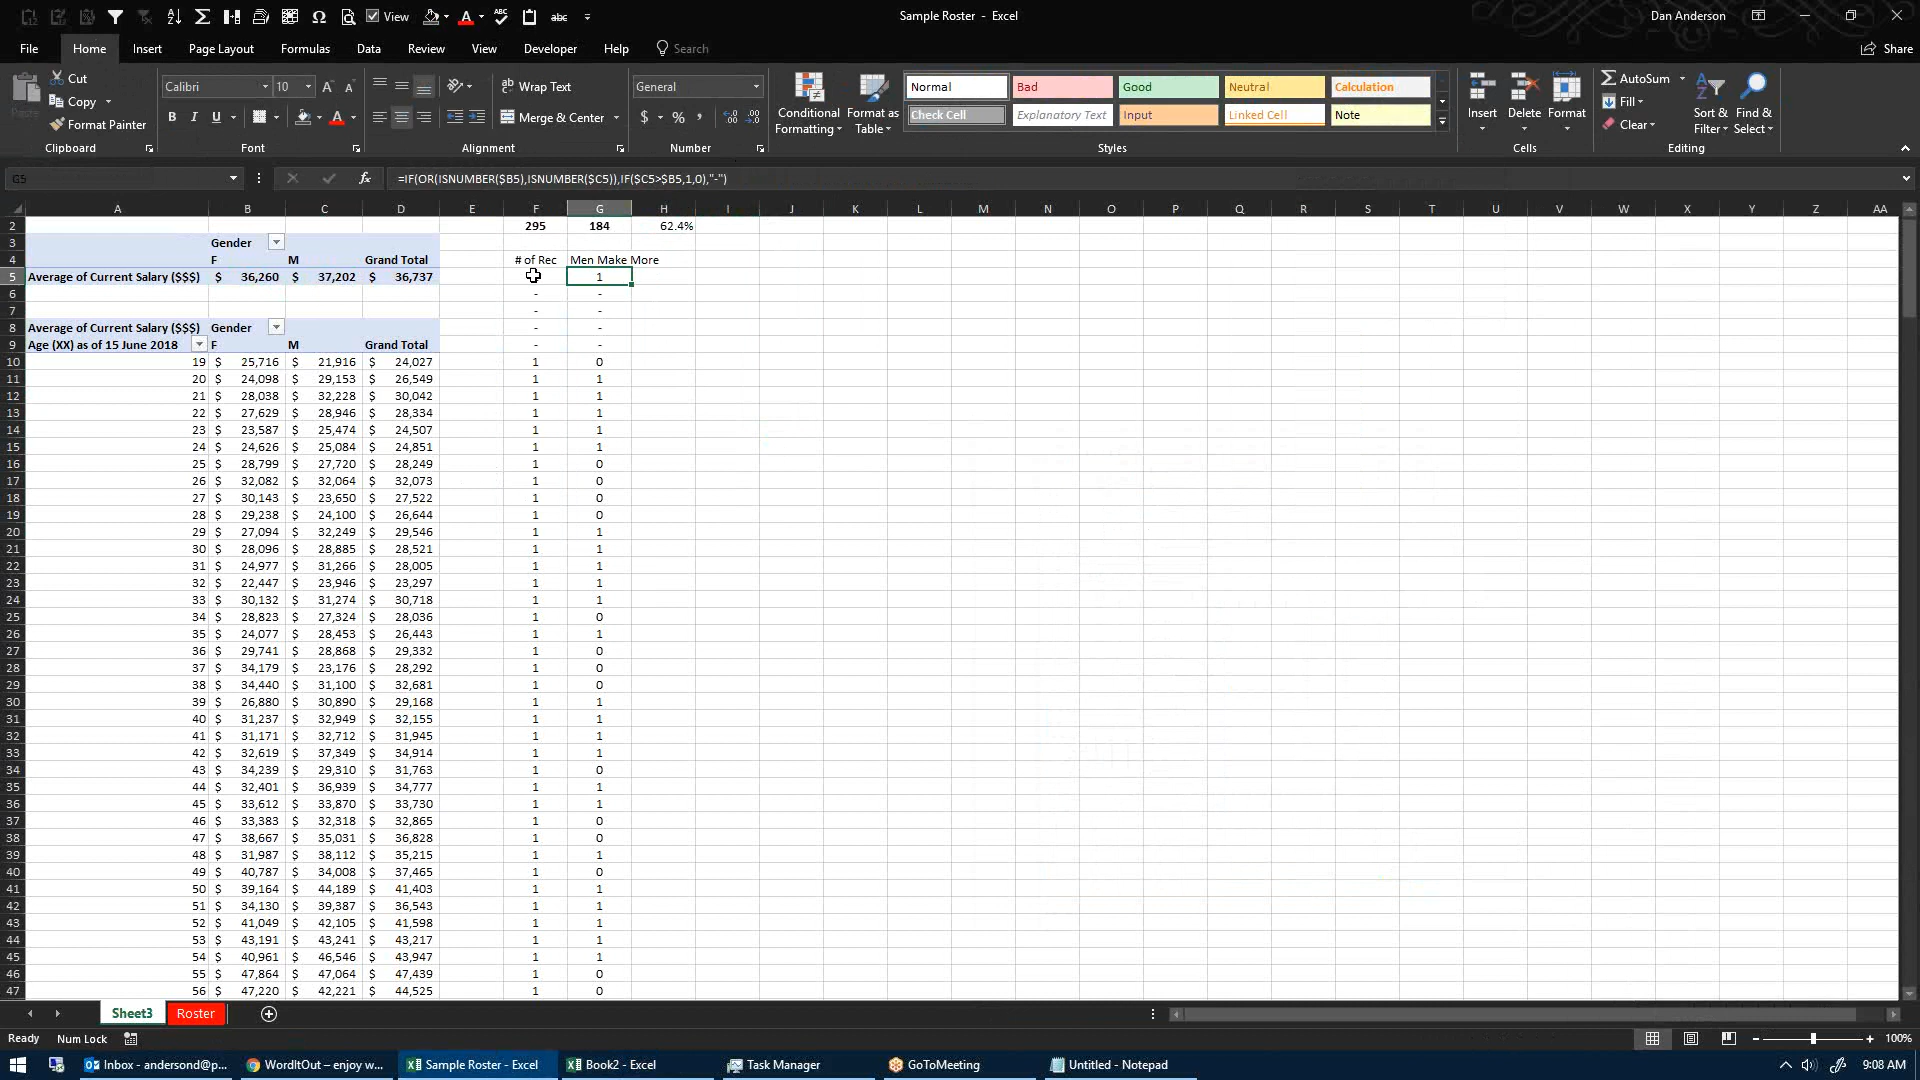 View
abc
Sample Roster - Excel
Dan Anderson
File Home Insert Page Layout Formulas Data Review View Developer Help Search
Share
Cut
Copy
Format Painter
Clipboard
Calibri 10
B I U
Font
Wrap Text
Merge & Center
Alignment
General
$ % ,
Number
Conditional Formatting
Format as Table
Normal Bad Good Neutral Calculation
Check Cell Explanatory Text Input Linked Cell Note
Styles
Insert Delete Format
Cells
AutoSum
Fill
Clear
Sort & Filter
Find & Select
Editing
G5 fx =IF(OR(ISNUMBER($B5),ISNUMBER($C5)),IF($C5>$B5,1,0),"-")
A B C D E F G H I J K L M N O P Q R S T U V W X Y Z AA
2 295 184 62.4%
3 Gender
4 F M Grand Total # of Rec Men Make More
5 Average of Current Salary ($$$) $ 36,260 $ 37,202 $ 36,737 1
6 - -
7 - -
8 Average of Current Salary ($$$) Gender - -
9 Age (XX) as of 15 June 2018 F M Grand Total - -
10 19 $ 25,716 $ 21,916 $ 24,027 1 0
11 20 $ 24,098 $ 29,153 $ 26,549 1 1
12 21 $ 28,038 $ 32,228 $ 30,042 1 1
13 22 $ 27,629 $ 28,946 $ 28,334 1 1
14 23 $ 23,587 $ 25,474 $ 24,507 1 1
15 24 $ 24,626 $ 25,084 $ 24,851 1 1
16 25 $ 28,799 $ 27,720 $ 28,249 1 0
17 26 $ 32,082 $ 32,064 $ 32,073 1 0
18 27 $ 30,143 $ 23,650 $ 27,522 1 0
19 28 $ 29,238 $ 24,100 $ 26,644 1 0
20 29 $ 27,094 $ 32,249 $ 29,546 1 1
21 30 $ 28,096 $ 28,885 $ 28,521 1 1
22 31 $ 24,977 $ 31,266 $ 28,005 1 1
23 32 $ 22,447 $ 23,946 $ 23,297 1 1
24 33 $ 30,132 $ 31,274 $ 30,718 1 1
25 34 $ 28,823 $ 27,324 $ 28,036 1 0
26 35 $ 24,077 $ 28,453 $ 26,443 1 1
27 36 $ 29,741 $ 28,868 $ 29,332 1 0
28 37 $ 34,179 $ 23,176 $ 28,292 1 0
29 38 $ 34,440 $ 31,100 $ 32,681 1 0
30 39 $ 26,880 $ 30,890 $ 29,168 1 1
31 40 $ 31,237 $ 32,949 $ 32,155 1 1
32 41 $ 31,171 $ 32,712 $ 31,945 1 1
33 42 $ 32,619 $ 37,349 $ 34,914 1 1
34 43 $ 34,239 $ 29,310 $ 31,763 1 0
35 44 $ 32,401 $ 36,939 $ 34,777 1 1
36 45 $ 33,612 $ 33,870 $ 33,730 1 1
37 46 $ 33,383 $ 32,318 $ 32,865 1 0
38 47 $ 38,667 $ 35,031 $ 36,828 1 0
39 48 $ 31,987 $ 38,112 $ 35,215 1 1
40 49 $ 40,787 $ 34,008 $ 37,465 1 0
41 50 $ 39,164 $ 44,189 $ 41,403 1 1
42 51 $ 34,130 $ 39,387 $ 36,543 1 1
43 52 $ 41,049 $ 42,105 $ 41,598 1 1
44 53 $ 43,191 $ 43,241 $ 43,217 1 1
45 54 $ 40,961 $ 46,546 $ 43,947 1 1
46 55 $ 47,864 $ 47,064 $ 47,439 1 0
47 56 $ 47,220 $ 42,221 $ 44,525 1 0
Sheet3 Roster
Ready Num Lock 100%
Inbox - andersond@p... WordItOut – enjoy w... Sample Roster - Excel Book2 - Excel Task Manager GoToMeeting Untitled - Notepad 9:08 AM